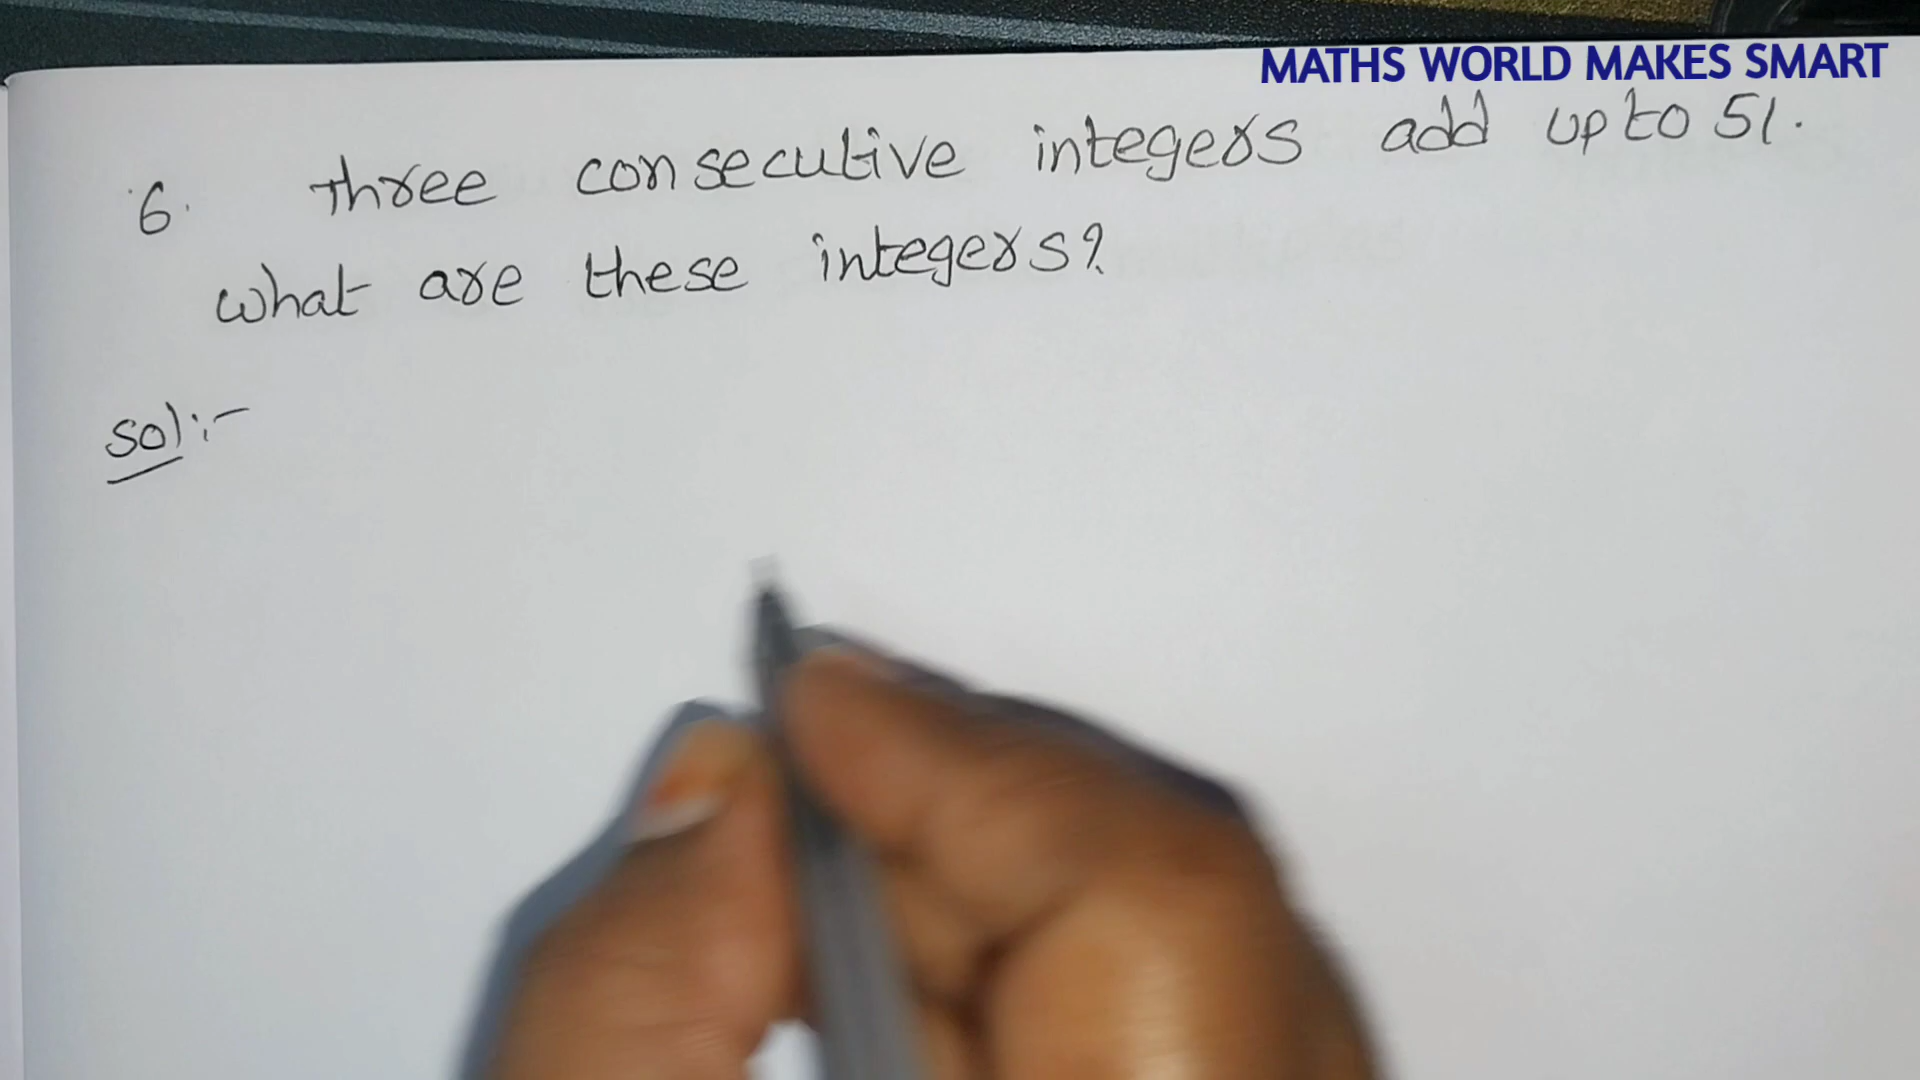 MATHS WORLD MAKES SMART
6. Three consecutive integers add up to 51.
what are these integers?
Sol:-